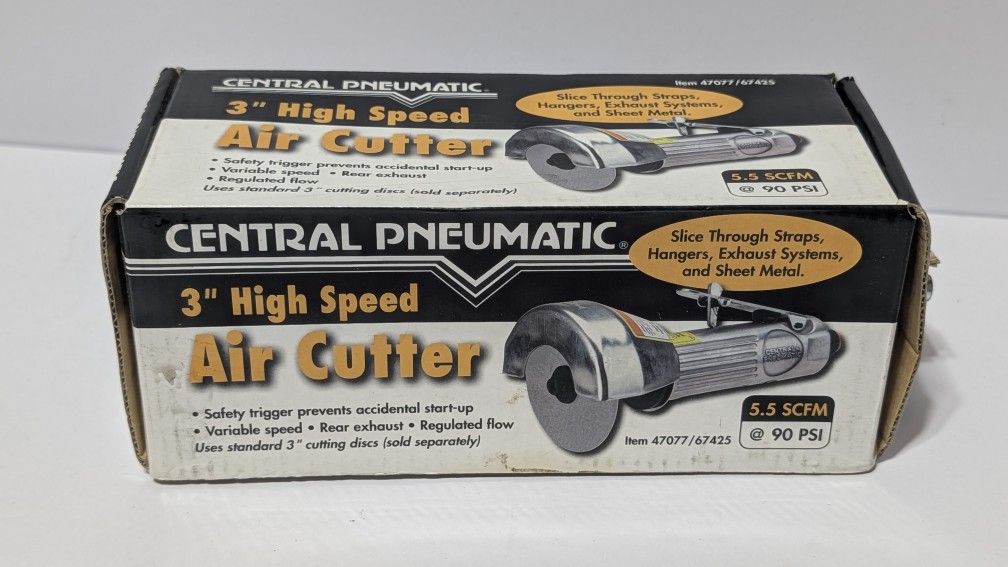 CENTRAL PNEUMATIC®
Item 47077/67425
3" High Speed
Air Cutter
Slice Through Straps,
Hangers, Exhaust Systems,
and Sheet Metal.
• Safety trigger prevents accidental start-up
• Variable speed • Rear exhaust
• Regulated flow
Uses standard 3" cutting discs (sold separately)
5.5 SCFM
@ 90 PSI
CENTRAL PNEUMATIC®
Slice Through Straps,
Hangers, Exhaust Systems,
and Sheet Metal.
3" High Speed
Air Cutter
CENTRAL
PNEUMATIC
• Safety trigger prevents accidental start-up
• Variable speed • Rear exhaust • Regulated flow
Uses standard 3" cutting discs (sold separately)
Item 47077/67425
5.5 SCFM
@ 90 PSI